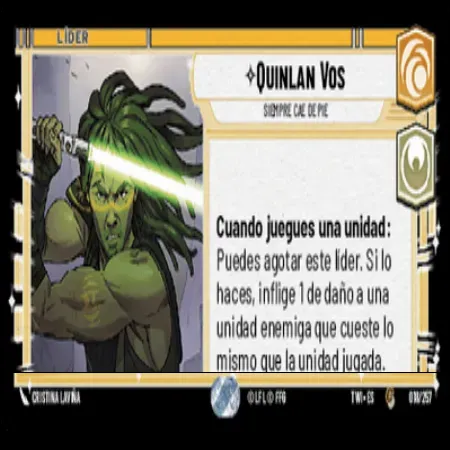 LÍDER
✧QUINLAN VOS
SIEMPRE CAE DE PIE
Cuando juegues una unidad:
Puedes agotar este líder. Si lo
haces, inflige 1 de daño a una
unidad enemiga que cueste lo
mismo que la unidad jugada.
CRISTINA LAVIÑA
© LFL © FFG
TWI • ES
018/257